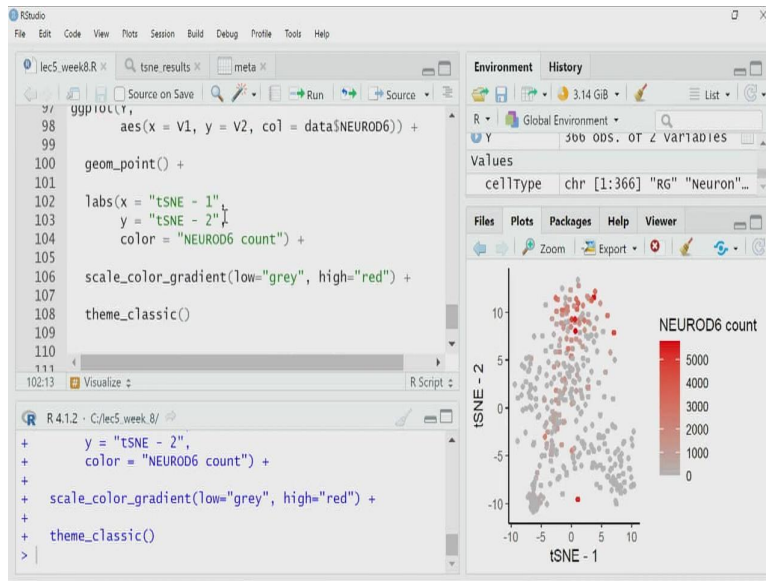 RStudio
File Edit Code View Plots Session Build Debug Profile Tools Help
lec5_week8.R × tsne_results × meta ×
Source on Save Run Source
97 ggplot(Y,
98 aes(x = V1, y = V2, col = data$NEUROD6)) +
99
100 geom_point() +
101
102 labs(x = "tSNE - 1",
103 y = "tSNE - 2",
104 color = "NEUROD6 count") +
105
106 scale_color_gradient(low="grey", high="red") +
107
108 theme_classic()
109
110
111
102:13 # Visualize R Script
R 4.1.2 · C:/lec5_week_8/
+ y = "tSNE - 2",
+ color = "NEUROD6 count") +
+
+ scale_color_gradient(low="grey", high="red") +
+
+ theme_classic()
>
Environment History
3.14 GiB List
R Global Environment
Y 366 obs. of 2 variables
Values
cellType chr [1:366] "RG" "Neuron"…
Files Plots Packages Help Viewer
Zoom Export
NEUROD6 count
5000
4000
3000
2000
1000
0
tSNE - 2
10
5
0
-5
-10
-10 -5 0 5 10
tSNE - 1